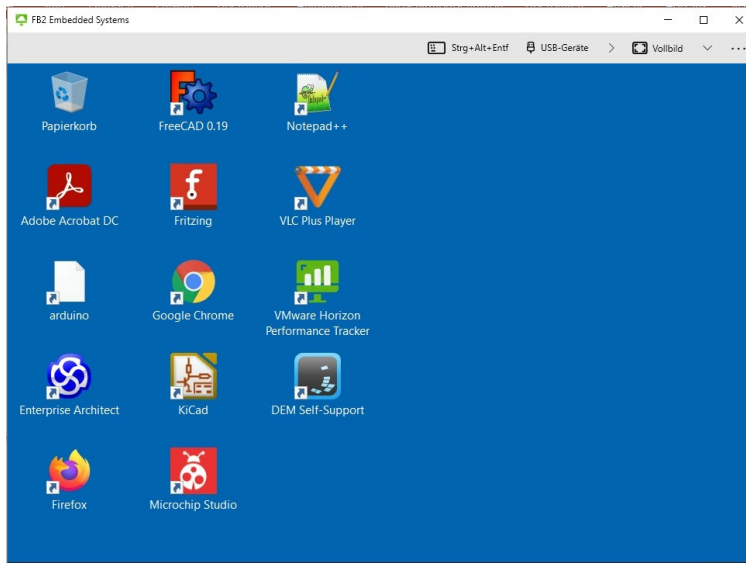 FB2 Embedded Systems
Strg+Alt+Entf USB-Geräte Vollbild
Papierkorb FreeCAD 0.19 Notepad++
Adobe Acrobat DC Fritzing VLC Plus Player
arduino Google Chrome VMware Horizon
Performance Tracker
Enterprise Architect KiCad DEM Self-Support
Firefox Microchip Studio